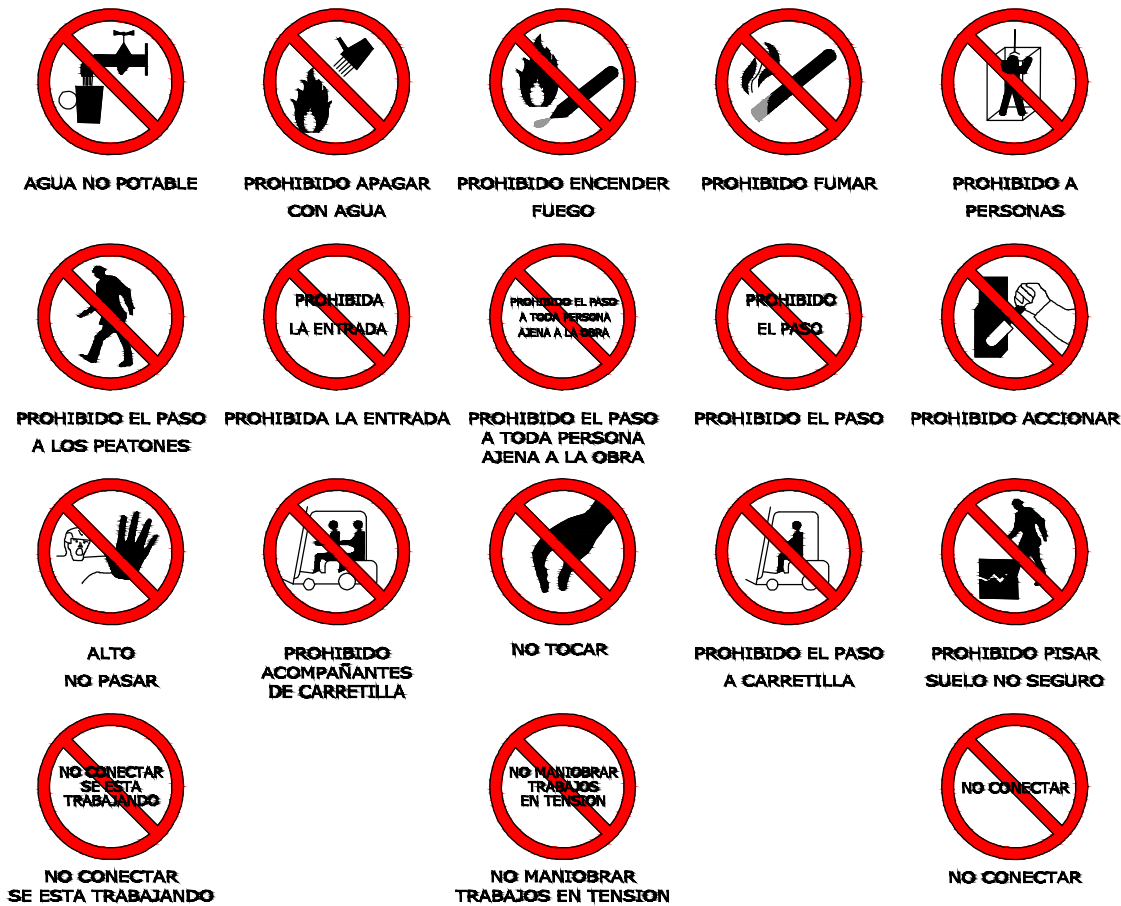 AGUA NO POTABLE
PROHIBIDO APAGAR
CON AGUA
PROHIBIDO ENCENDER
FUEGO
PROHIBIDO FUMAR
PROHIBIDO A
PERSONAS
PROHIBIDA
LA ENTRADA
PROHIBIDO EL PASO
A TODA PERSONA
AJENA A LA OBRA
PROHIBIDO
EL PASO
PROHIBIDO EL PASO
A LOS PEATONES
PROHIBIDA LA ENTRADA
PROHIBIDO EL PASO
A TODA PERSONA
AJENA A LA OBRA
PROHIBIDO EL PASO
PROHIBIDO ACCIONAR
ALTO
NO PASAR
PROHIBIDO
ACOMPAÑANTES
DE CARRETILLA
NO TOCAR
PROHIBIDO EL PASO
A CARRETILLA
PROHIBIDO PISAR
SUELO NO SEGURO
NO CONECTAR
SE ESTA
TRABAJANDO
NO MANIOBRAR
TRABAJOS
EN TENSION
NO CONECTAR
NO CONECTAR
SE ESTA TRABAJANDO
NO MANIOBRAR
TRABAJOS EN TENSION
NO CONECTAR